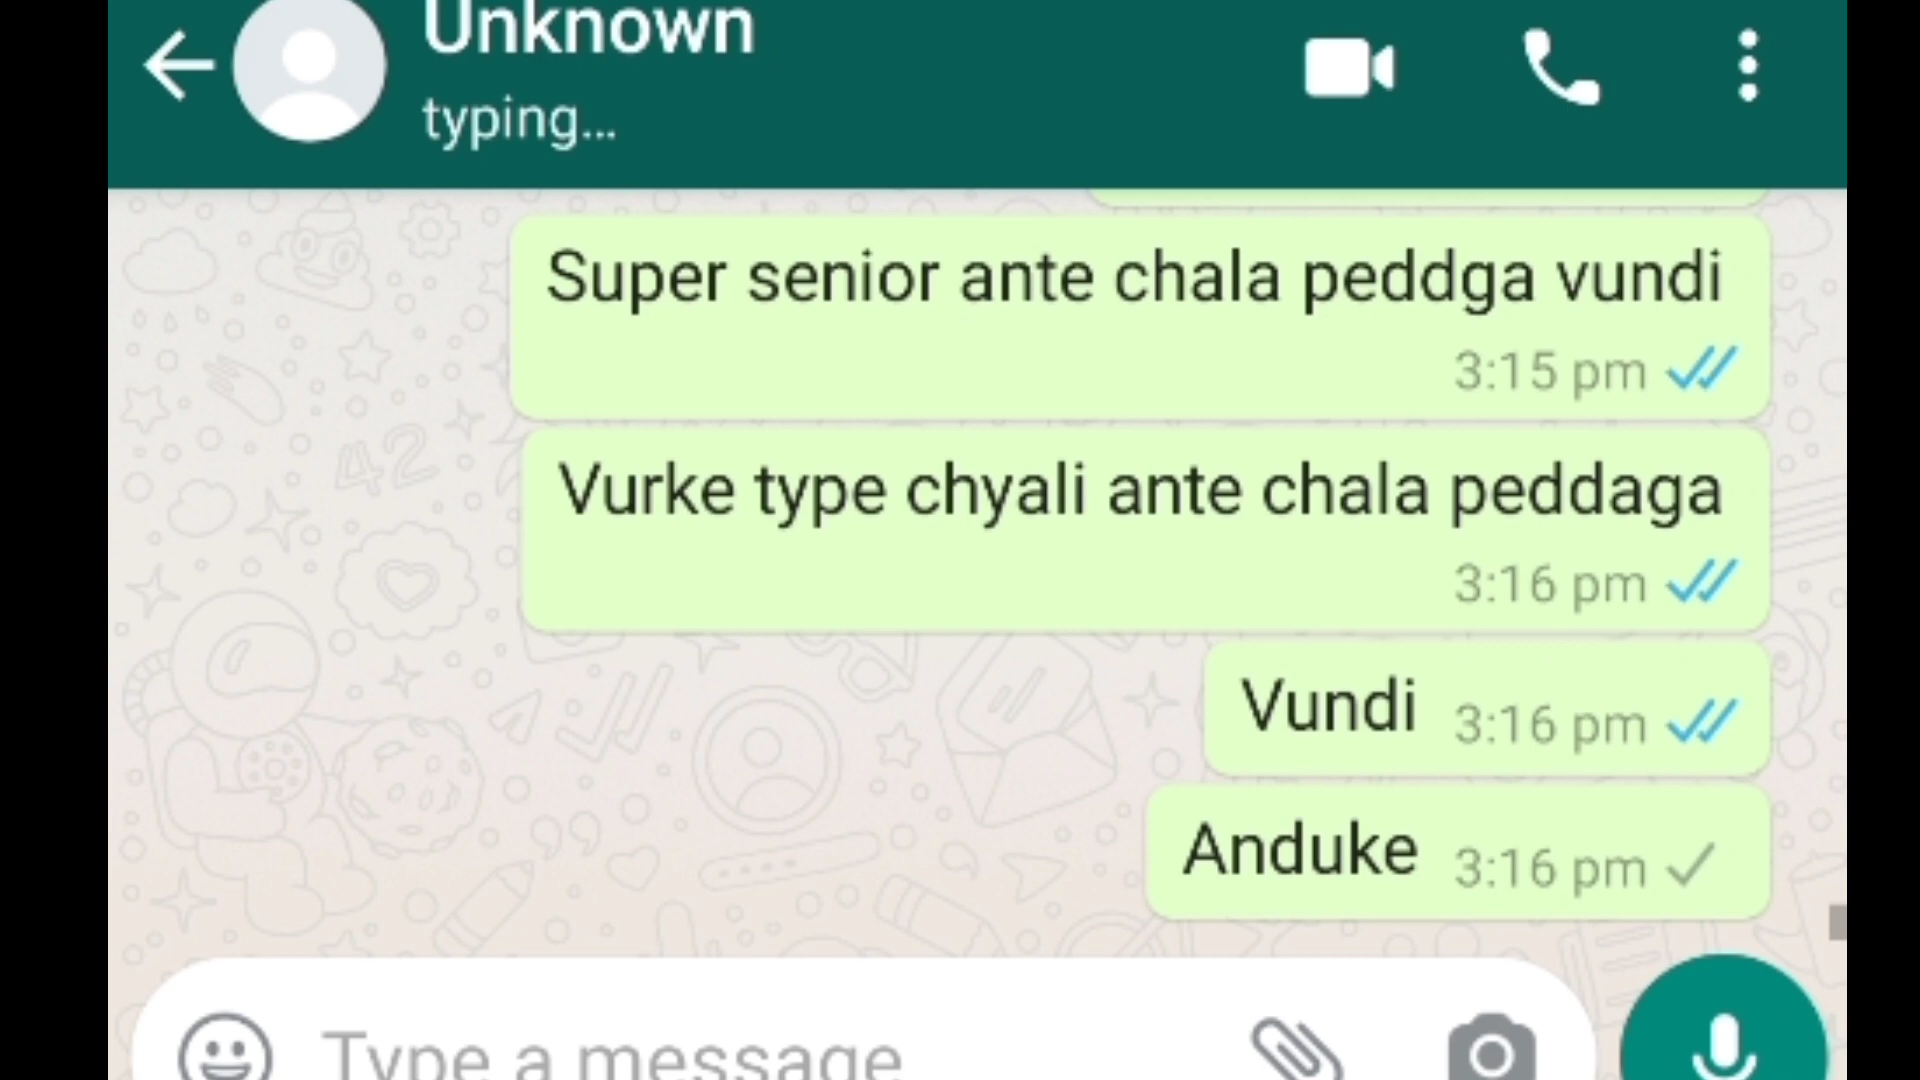 Unknown
typing...
Super senior ante chala peddga vundi
3:15 pm
Vurke type chyali ante chala peddaga
3:16 pm
Vundi 3:16 pm
Anduke 3:16 pm
Type a message